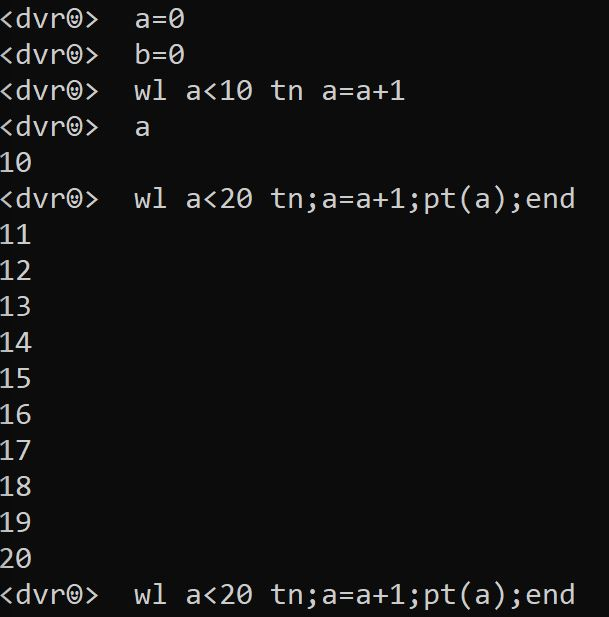 <dvr☺>  a=0
<dvr☺>  b=0
<dvr☺>  wl a<10 tn a=a+1
<dvr☺>  a
10
<dvr☺>  wl a<20 tn;a=a+1;pt(a);end
11
12
13
14
15
16
17
18
19
20
<dvr☺>  wl a<20 tn;a=a+1;pt(a);end